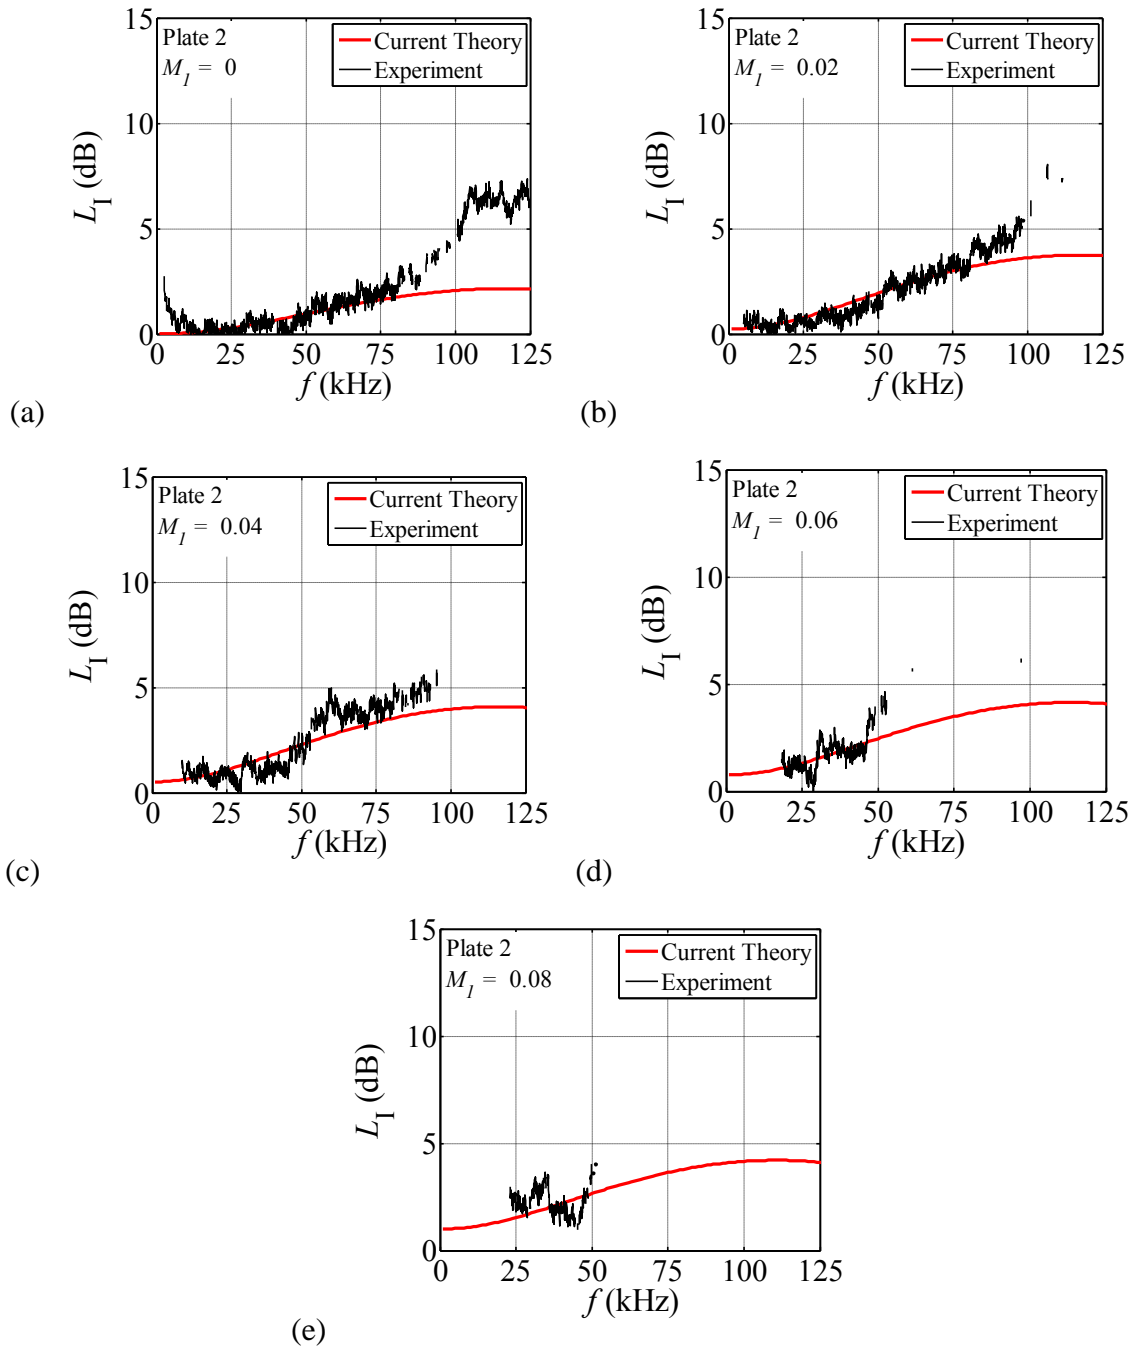 Plate 2
M1 = 0
Current Theory
Experiment
15
10
5
0
LI (dB)
0 25 50 75 100 125
f (kHz)
(a)
Plate 2
M1 = 0.02
Current Theory
Experiment
15
10
5
0
LI (dB)
0 25 50 75 100 125
f (kHz)
(b)
Plate 2
M1 = 0.04
Current Theory
Experiment
15
10
5
0
LI (dB)
0 25 50 75 100 125
f (kHz)
(c)
Plate 2
M1 = 0.06
Current Theory
Experiment
15
10
5
0
LI (dB)
0 25 50 75 100 125
f (kHz)
(d)
Plate 2
M1 = 0.08
Current Theory
Experiment
15
10
5
0
LI (dB)
0 25 50 75 100 125
f (kHz)
(e)